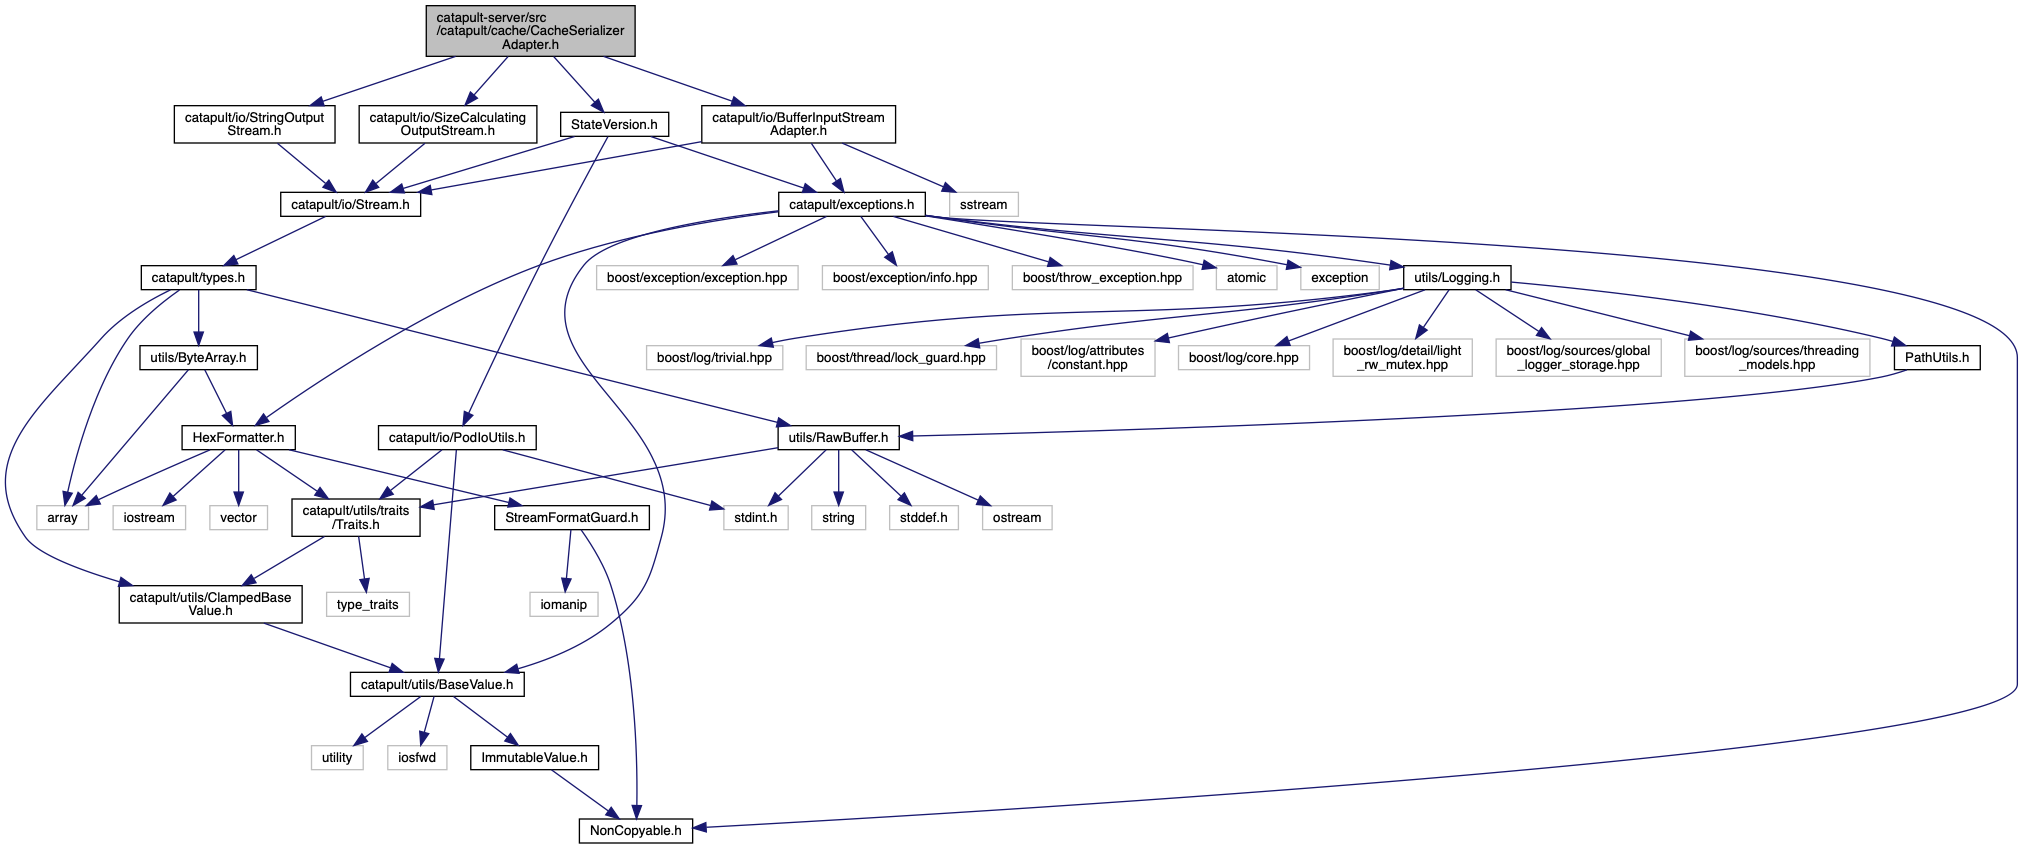 catapult-server/src
/catapult/cache/CacheSerializer
Adapter.h
catapult/io/StringOutput
Stream.h
catapult/io/SizeCalculating
OutputStream.h
StateVersion.h
catapult/io/BufferInputStream
Adapter.h
catapult/io/Stream.h
catapult/exceptions.h
sstream
catapult/types.h
boost/exception/exception.hpp
boost/exception/info.hpp
boost/throw_exception.hpp
atomic
exception
utils/Logging.h
utils/ByteArray.h
boost/log/trivial.hpp
boost/thread/lock_guard.hpp
boost/log/attributes
/constant.hpp
boost/log/core.hpp
boost/log/detail/light
_rw_mutex.hpp
boost/log/sources/global
_logger_storage.hpp
boost/log/sources/threading
_models.hpp
PathUtils.h
HexFormatter.h
catapult/io/PodIoUtils.h
utils/RawBuffer.h
array
iostream
vector
catapult/utils/traits
/Traits.h
StreamFormatGuard.h
stdint.h
string
stddef.h
ostream
catapult/utils/ClampedBase
Value.h
type_traits
iomanip
catapult/utils/BaseValue.h
utility
iosfwd
ImmutableValue.h
NonCopyable.h